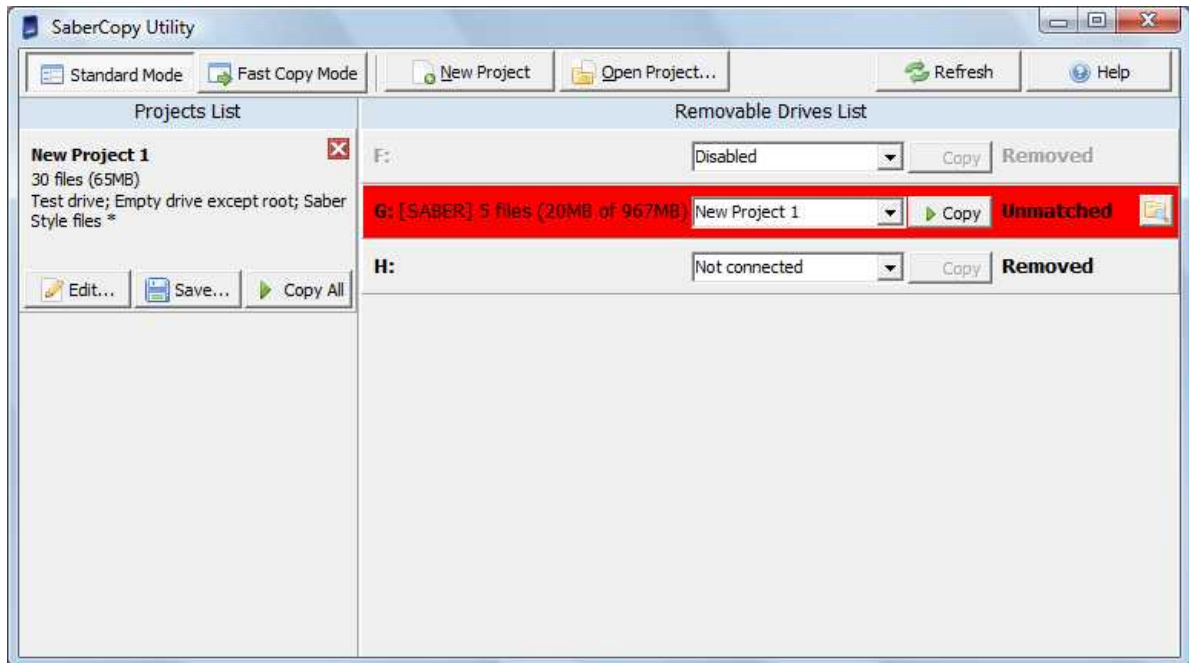 SaberCopy Utility
Standard Mode Fast Copy Mode New Project Open Project... Refresh Help
Projects List Removable Drives List
New Project 1
30 files (65MB)
Test drive; Empty drive except root; Saber
Style files *
Edit... Save... Copy All
F: Disabled Copy Removed
G: [SABER] 5 files (20MB of 967MB) New Project 1 Copy Unmatched
H: Not connected Copy Removed